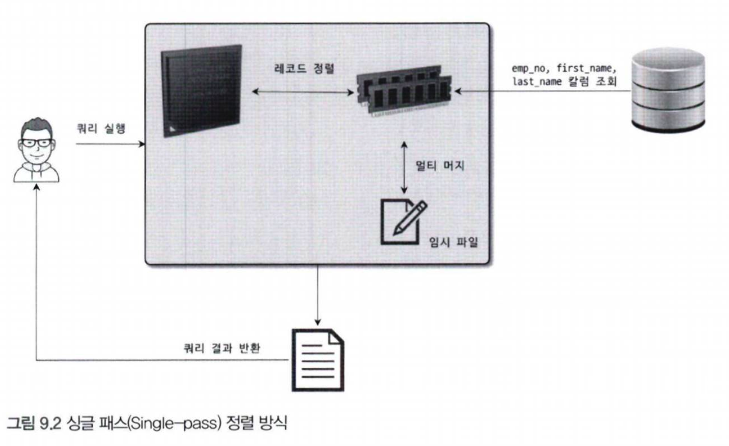 레코드 정렬
emp_no, first_name,
last_name 칼럼 조회
쿼리 실행
멀티 머지
임시 파일
쿼리 결과 반환
그림 9.2 싱글 패스(Single-pass) 정렬 방식